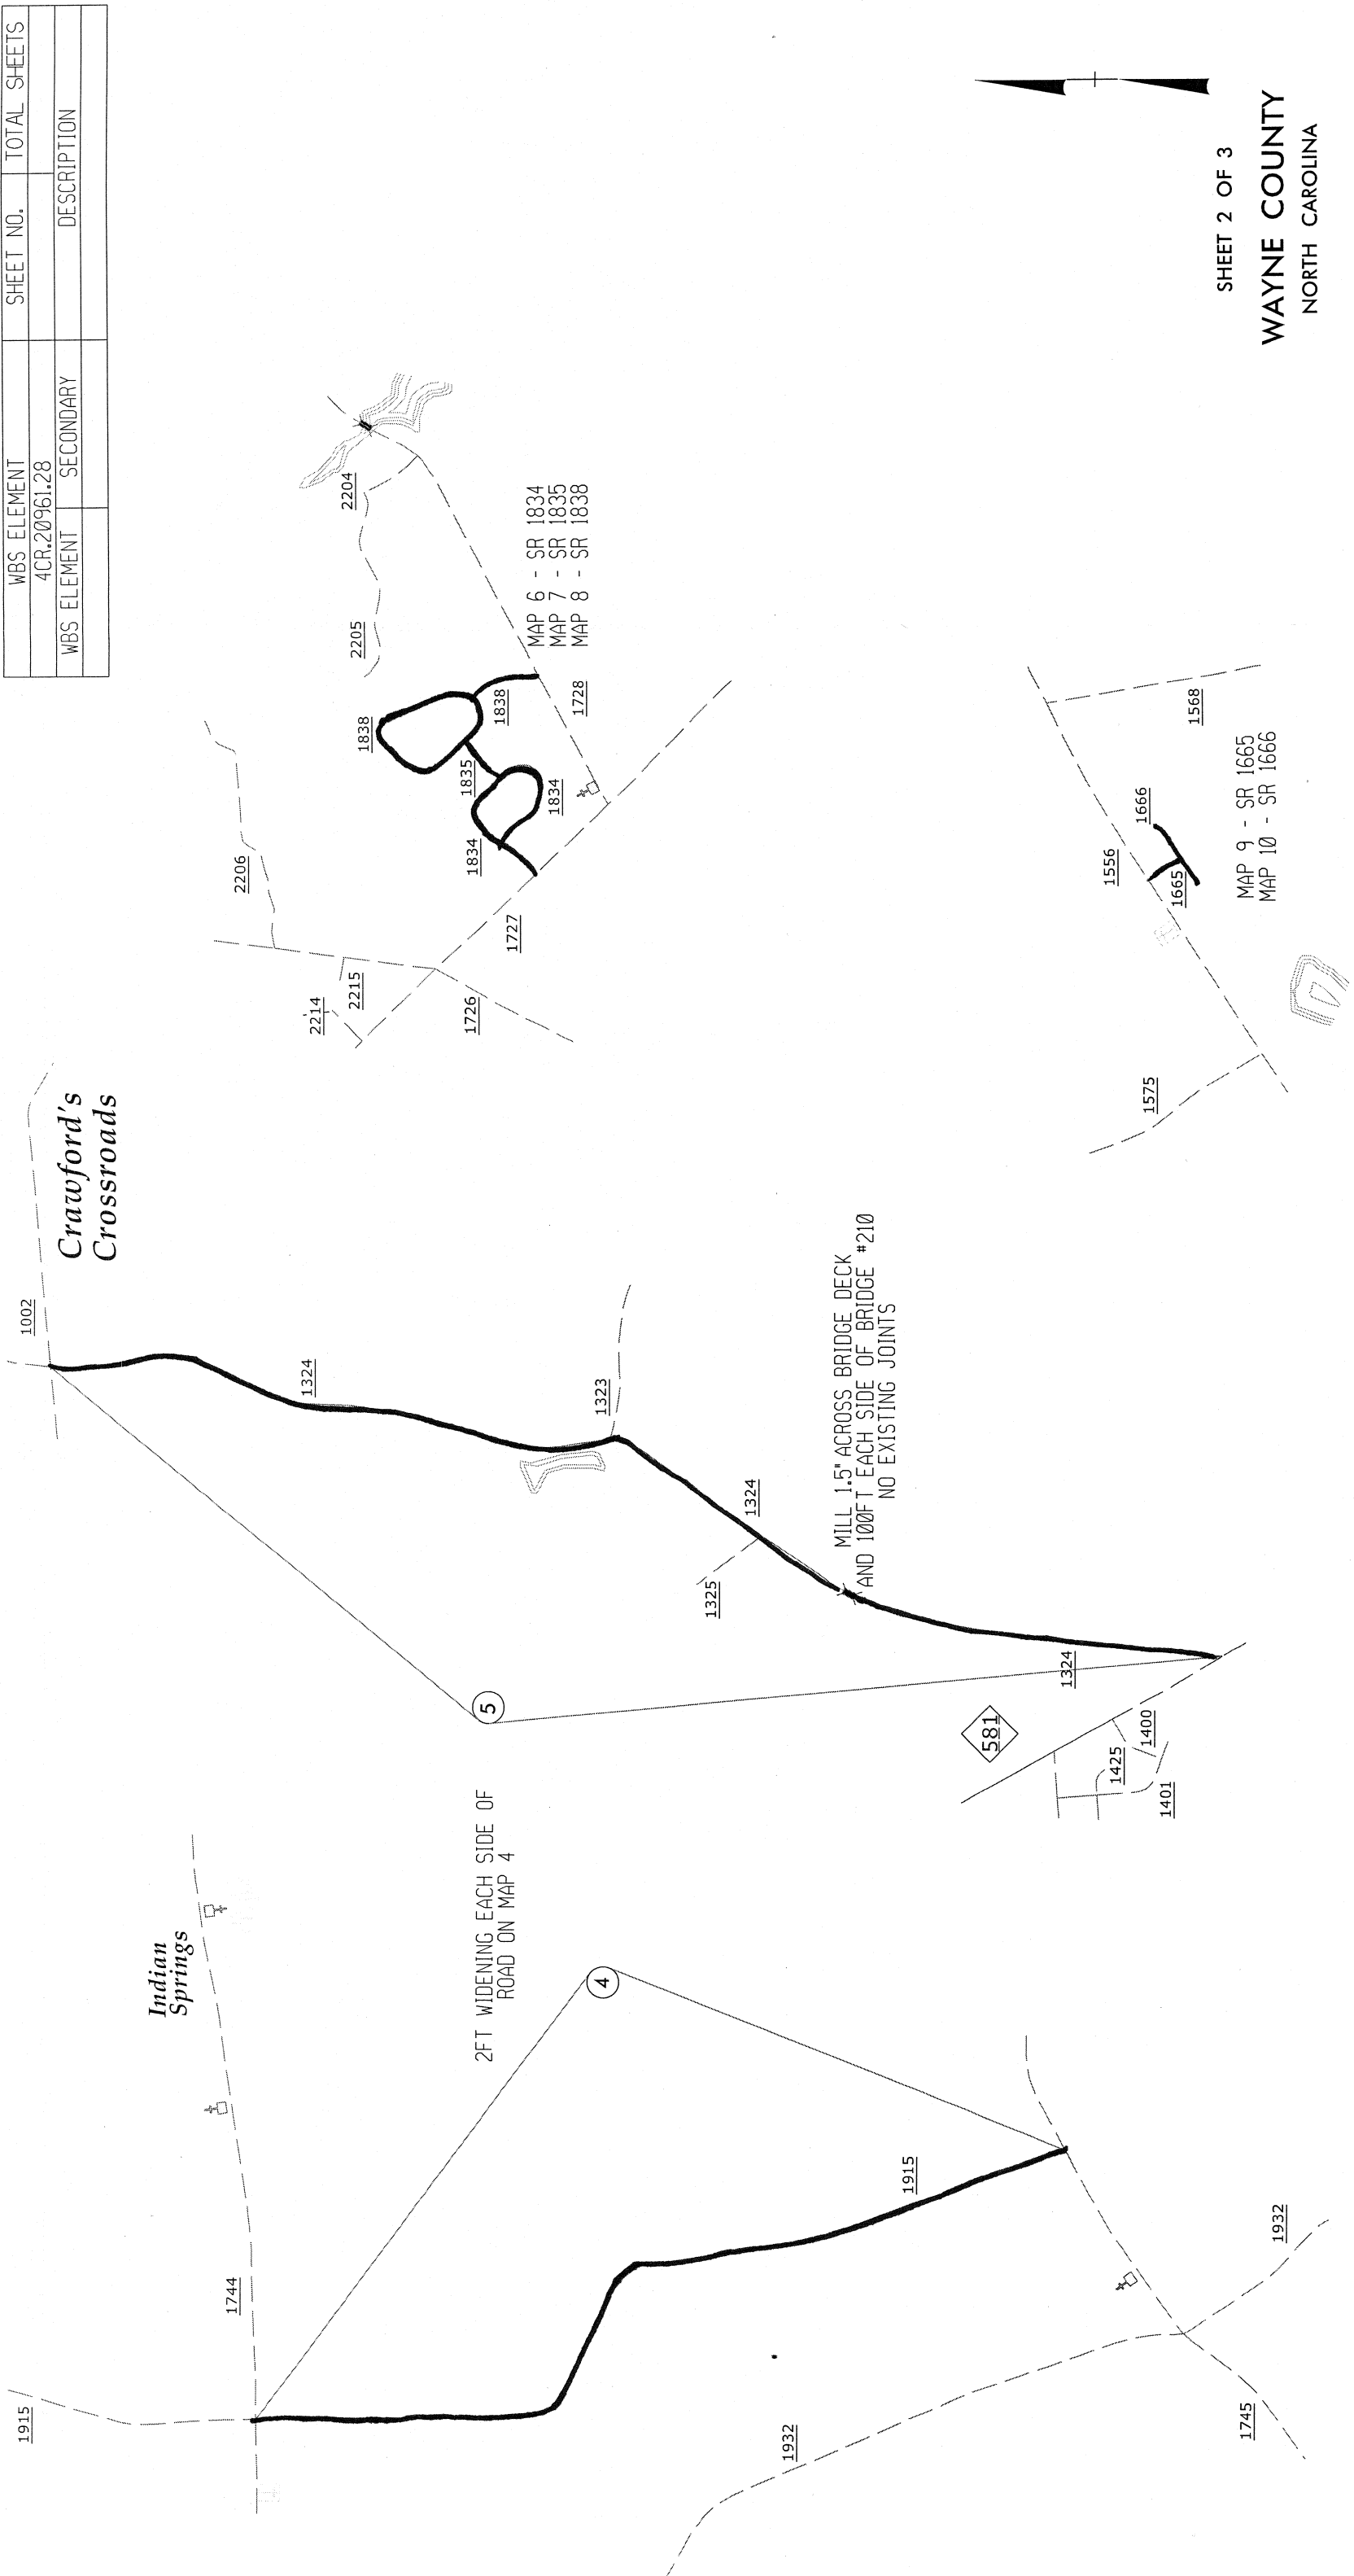 WBS ELEMENT SHEET NO. TOTAL SHEETS
4CR.20961.28
WBS ELEMENT SECONDARY DESCRIPTION
1915
1744
Indian
Springs
2FT WIDENING EACH SIDE OF
ROAD ON MAP 4
4
1915
1932
1932
1745
1002
Crawford's
Crossroads
1324
1323
5
1324
1325
MILL 1.5" ACROSS BRIDGE DECK
AND 100FT EACH SIDE OF BRIDGE #210
NO EXISTING JOINTS
1324
581
1400
1425
1401
2206
2214
2215
1726
1727
2204
2205
1838
1838
1835
1834
1834
1728
MAP 6 - SR 1834
MAP 7 - SR 1835
MAP 8 - SR 1838
1556
1666
1665
1568
1575
MAP 9 - SR 1665
MAP 10 - SR 1666
SHEET 2 OF 3
WAYNE COUNTY
NORTH CAROLINA